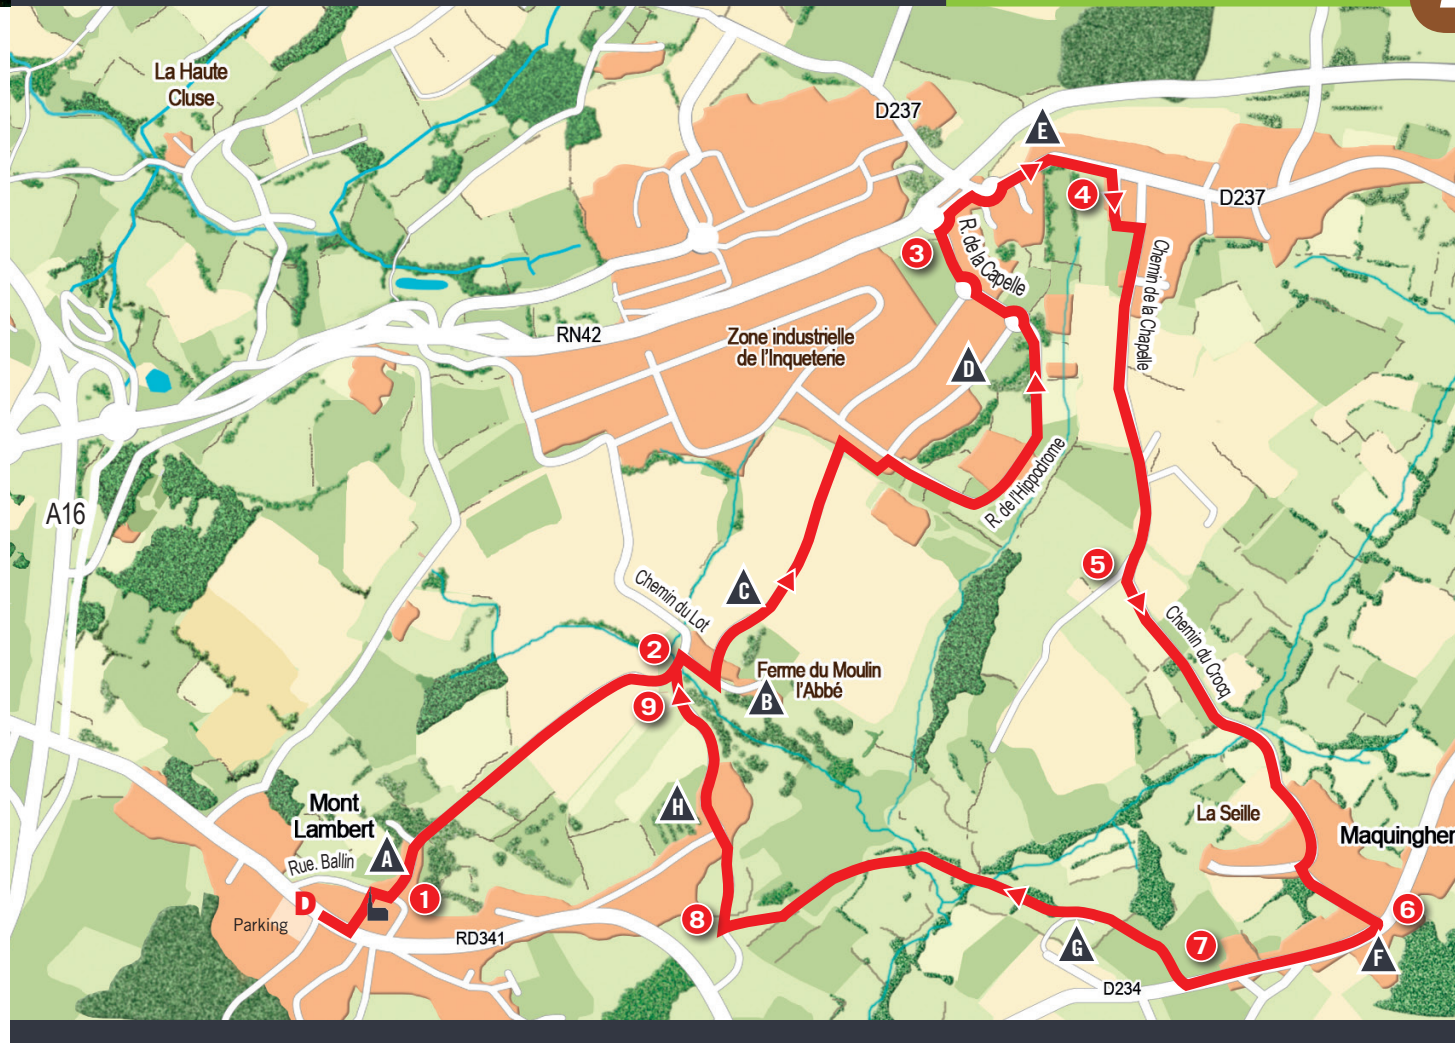 La Haute
Cluse
D237
E
4
D237
3
R. de la Capelle
Chemin de la Chapelle
RN42
Zone industrielle
de l'Inqueterie
D
R. de l'Hippodrome
A16
5
C
Chemin du Lot
Chemin du Crocq
2
Ferme du Moulin
l'Abbé
B
9
H
Mont
Lambert
La Seille
Maquingher
A
Rue. Ballin
D
1
Parking
RD341
8
6
7
G
F
D234